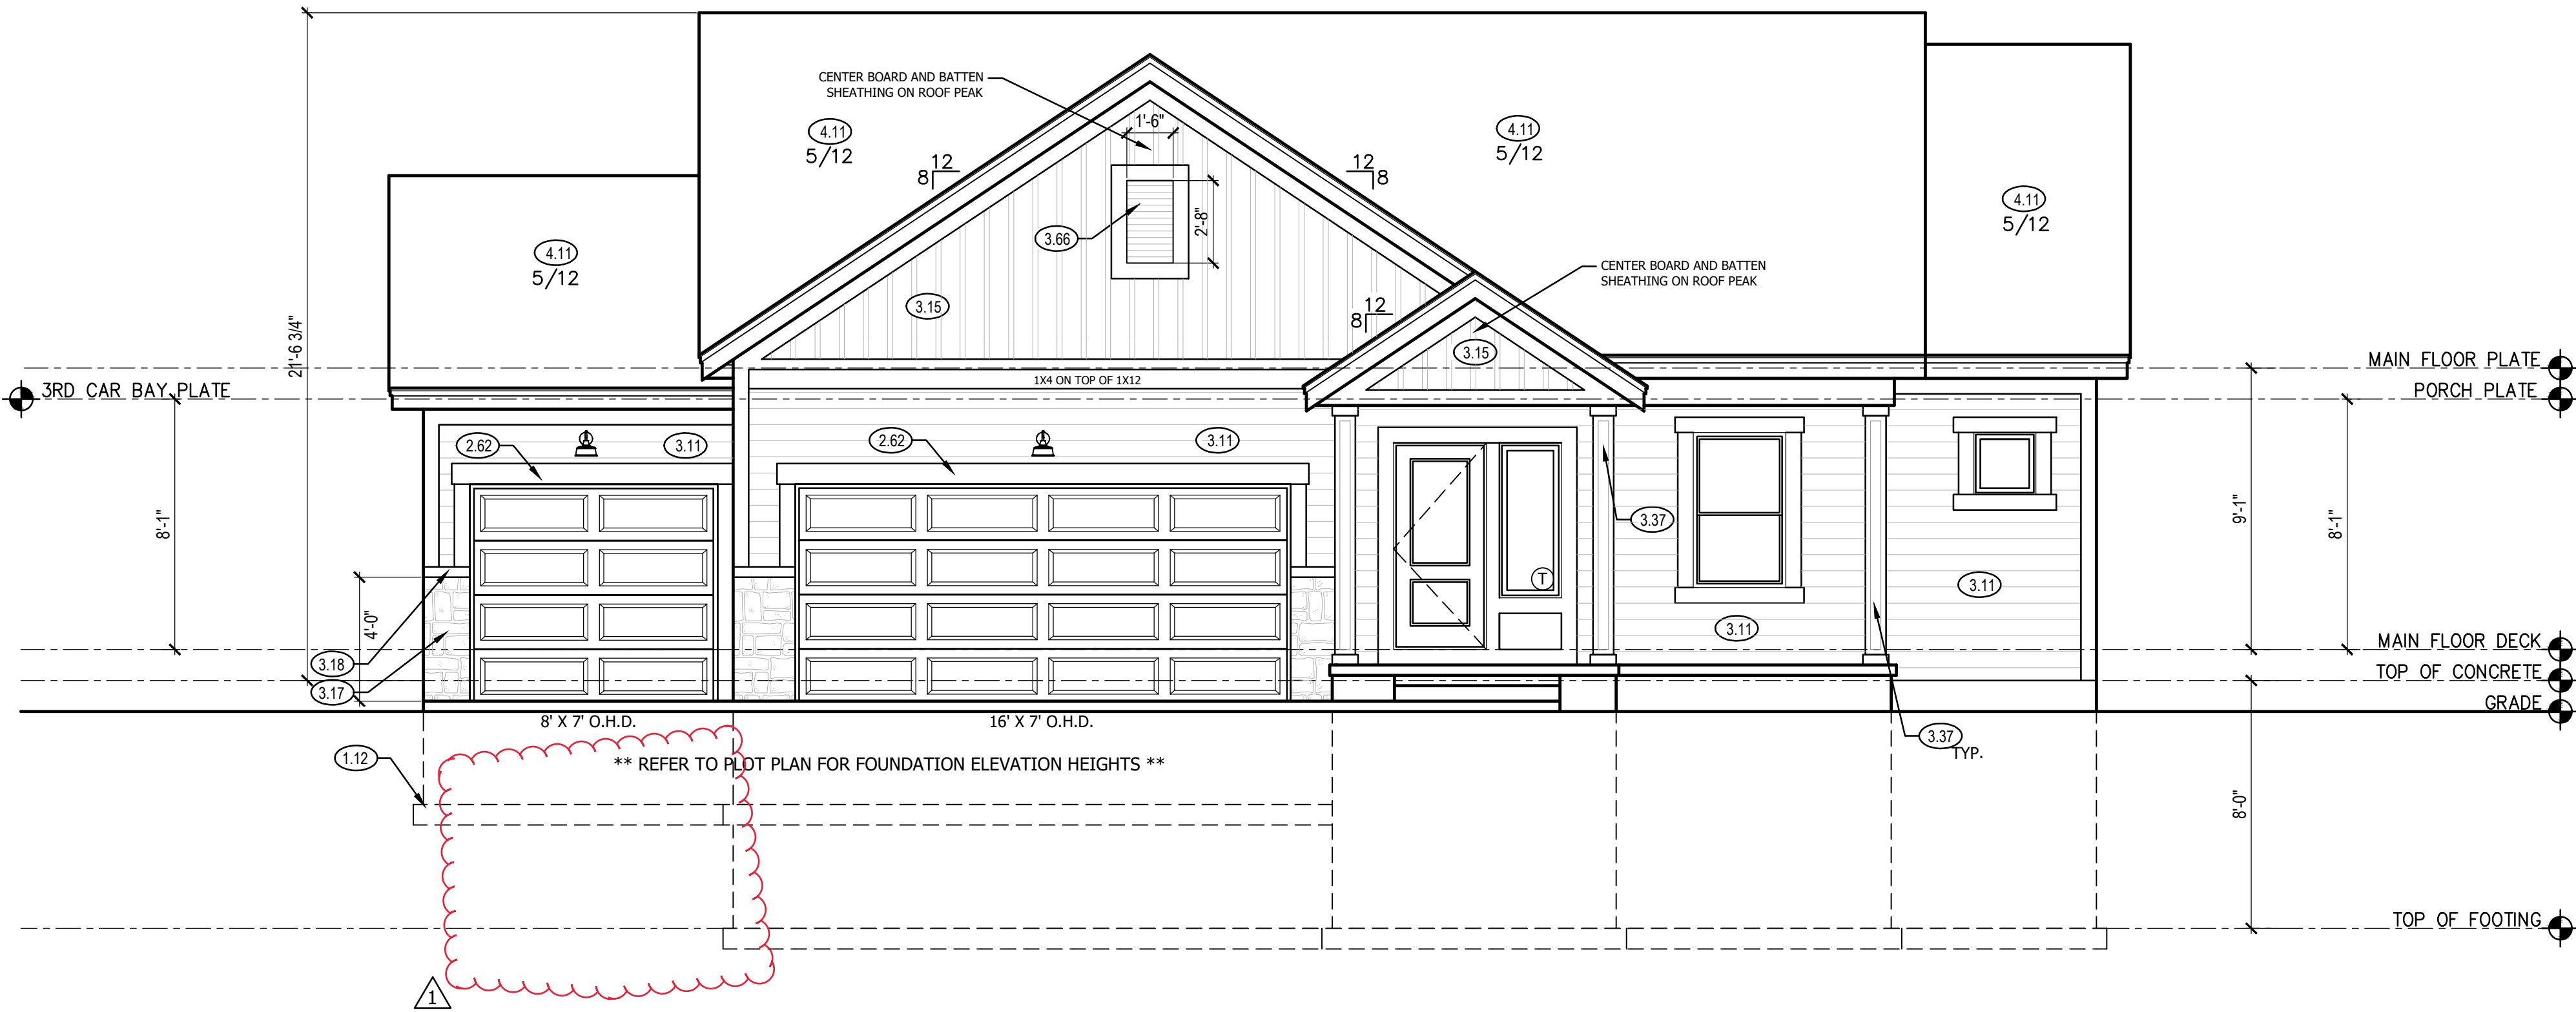 CENTER BOARD AND BATTEN
SHEATHING ON ROOF PEAK
1'-6"
4.11
5/12
4.11
5/12
12
8
12
8
4.11
5/12
2'-8"
3.66
4.11
5/12
CENTER BOARD AND BATTEN
SHEATHING ON ROOF PEAK
3.15
12
8
21'-6 3/4"
3.15
MAIN FLOOR PLATE
1X4 ON TOP OF 1X12
3RD CAR BAY PLATE
PORCH PLATE
2.62
3.11
2.62
3.11
8'-1"
3.37
9'-1"
8'-1"
T
3.11
4'-0"
3.11
MAIN FLOOR DECK
3.18
TOP OF CONCRETE
3.17
GRADE
8' X 7' O.H.D.
16' X 7' O.H.D.
3.37
TYP.
1.12
** REFER TO PLOT PLAN FOR FOUNDATION ELEVATION HEIGHTS **
8'-0"
TOP OF FOOTING
1